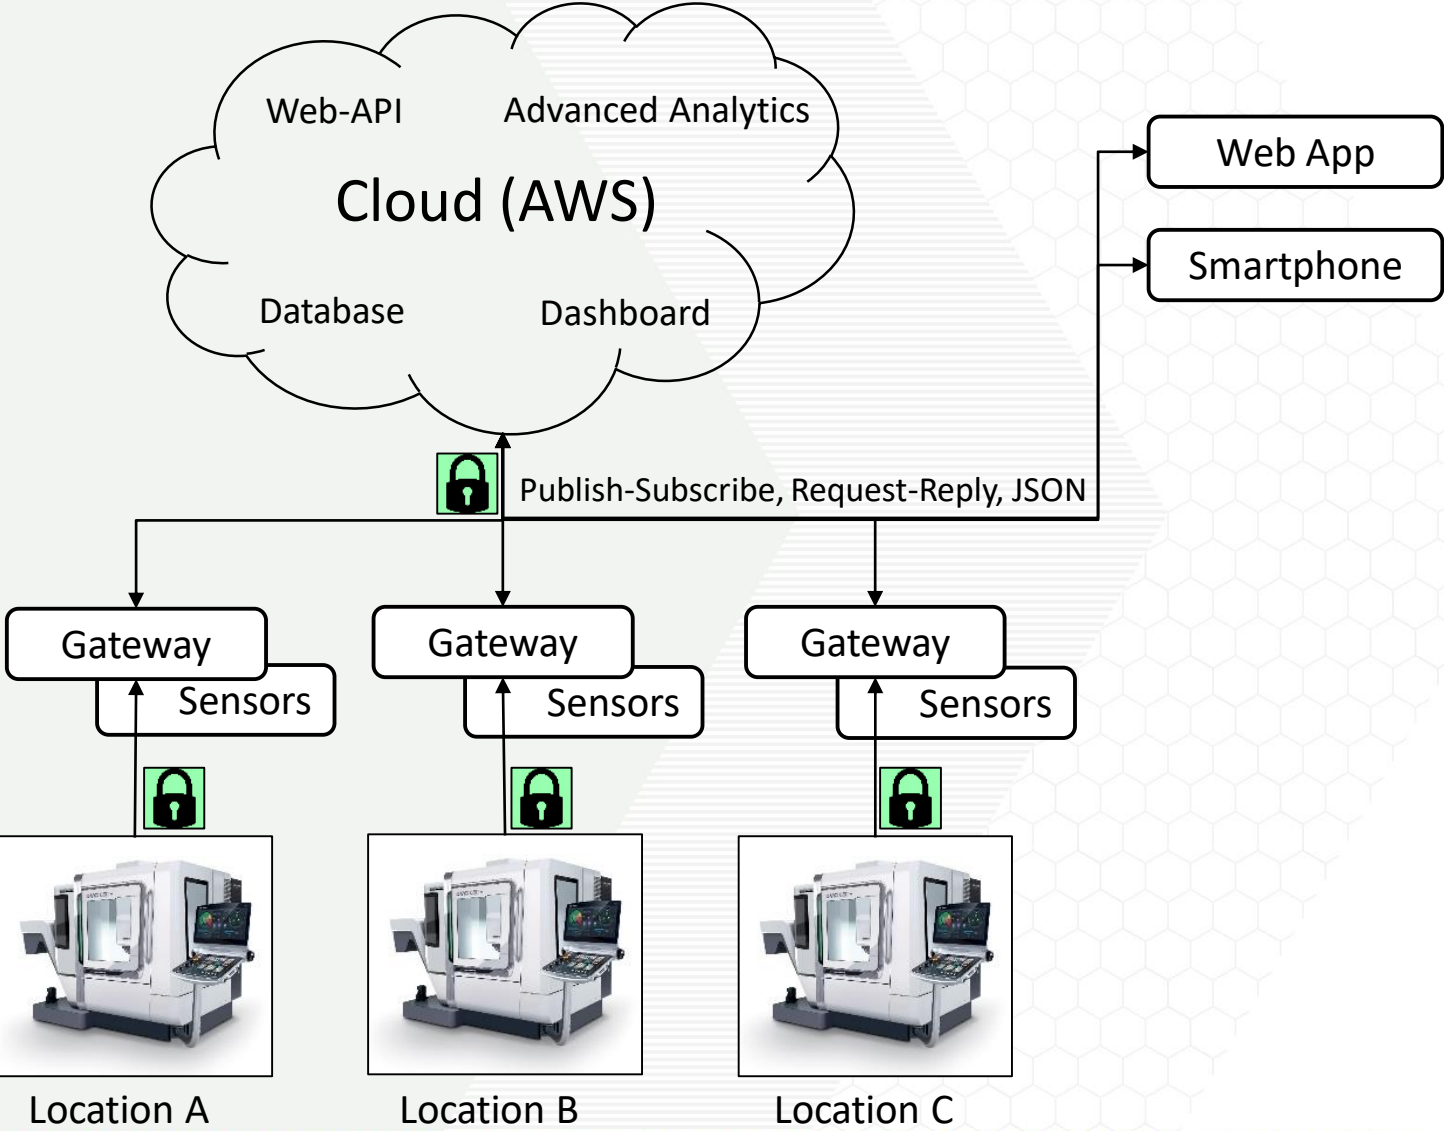 Web-API
Advanced Analytics
Cloud (AWS)
Database
Dashboard
Web App
Smartphone
Publish-Subscribe, Request-Reply, JSON
Gateway
Gateway
Gateway
Sensors
Sensors
Sensors
Location A
Location B
Location C